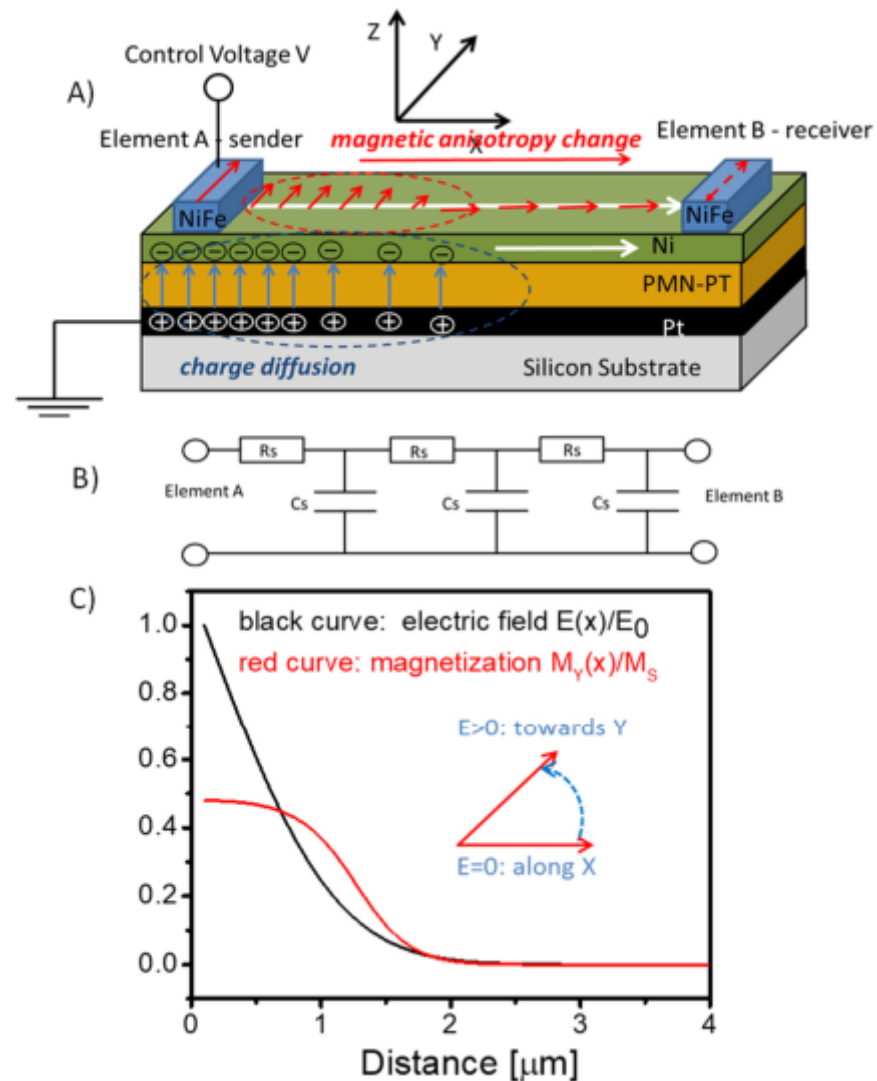 A)
Control Voltage V
Z
Y
X
Element A - sender
magnetic anisotropy change
Element B - receiver
NiFe
NiFe
Ni
PMN-PT
Pt
charge diffusion
Silicon Substrate
B)
Rs
Rs
Rs
Element A
Cs
Cs
Cs
Element B
C)
black curve: electric field E(x)/E₀
red curve: magnetization M_Y(x)/M_S
E>0: towards Y
E=0: along X
1.0
0.8
0.6
0.4
0.2
0.0
0
1
2
3
4
Distance [μm]